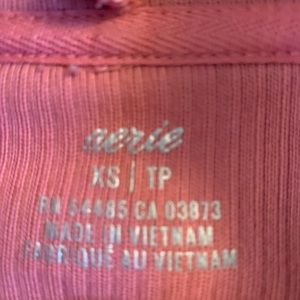 aerie
XS | TP
RN 54485 CA 03873
MADE IN VIETNAM
FABRIQUÉ AU VIETNAM